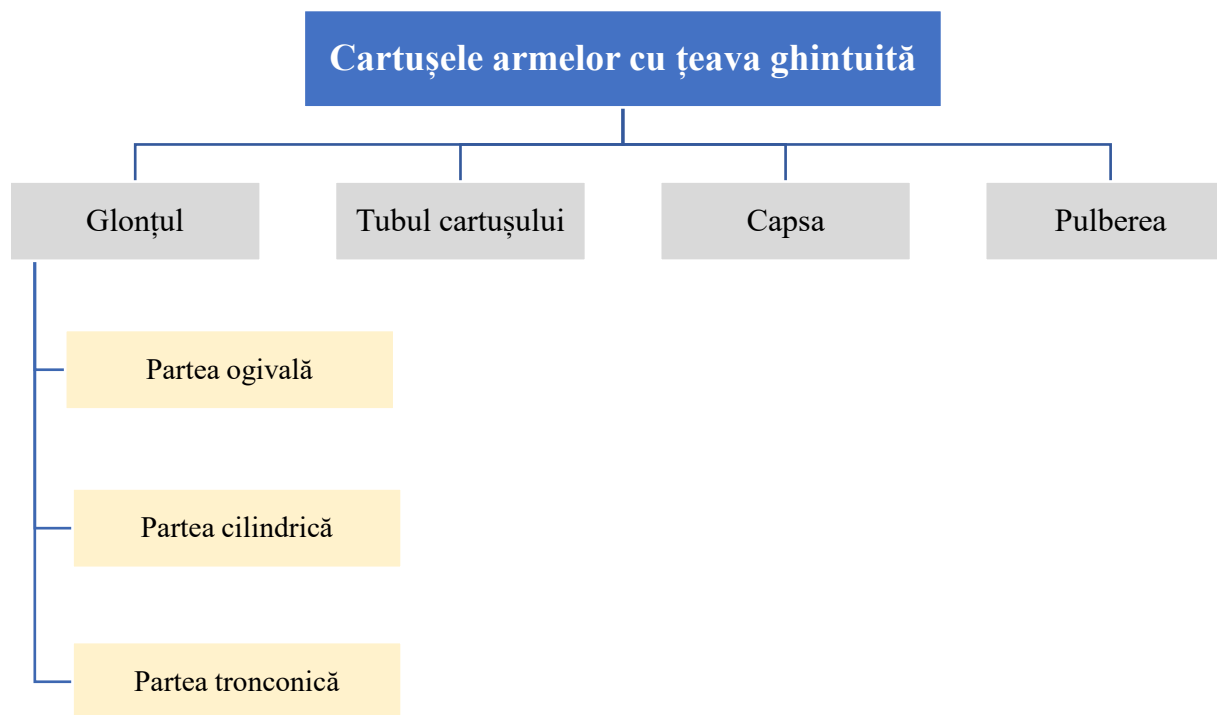 Cartușele armelor cu țeava ghintuită
Glonțul
Tubul cartușului
Capsa
Pulberea
Partea ogivală
Partea cilindrică
Partea tronconică